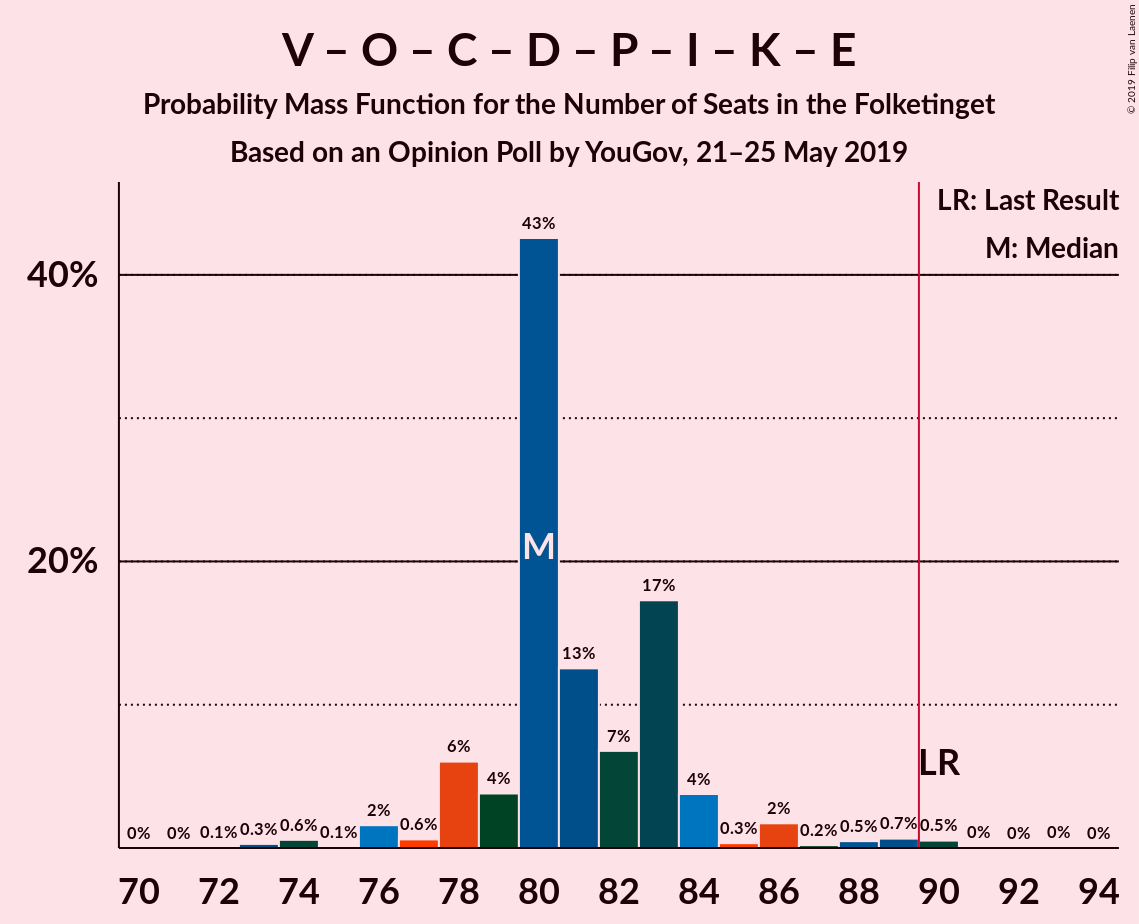 V – O – C – D – P – I – K – E
Probability Mass Function for the Number of Seats in the Folketinget
Based on an Opinion Poll by YouGov, 21–25 May 2019
© 2019 Filip van Laenen
LR: Last Result
M: Median
43%
40%
M
20%
17%
13%
7%
6%
4%
4%
LR
0% 0% 0.1% 0.3% 0.6% 0.1% 2% 0.6% 0.3% 2% 0.2% 0.5% 0.7% 0.5% 0% 0% 0% 0%
70 72 74 76 78 80 82 84 86 88 90 92 94